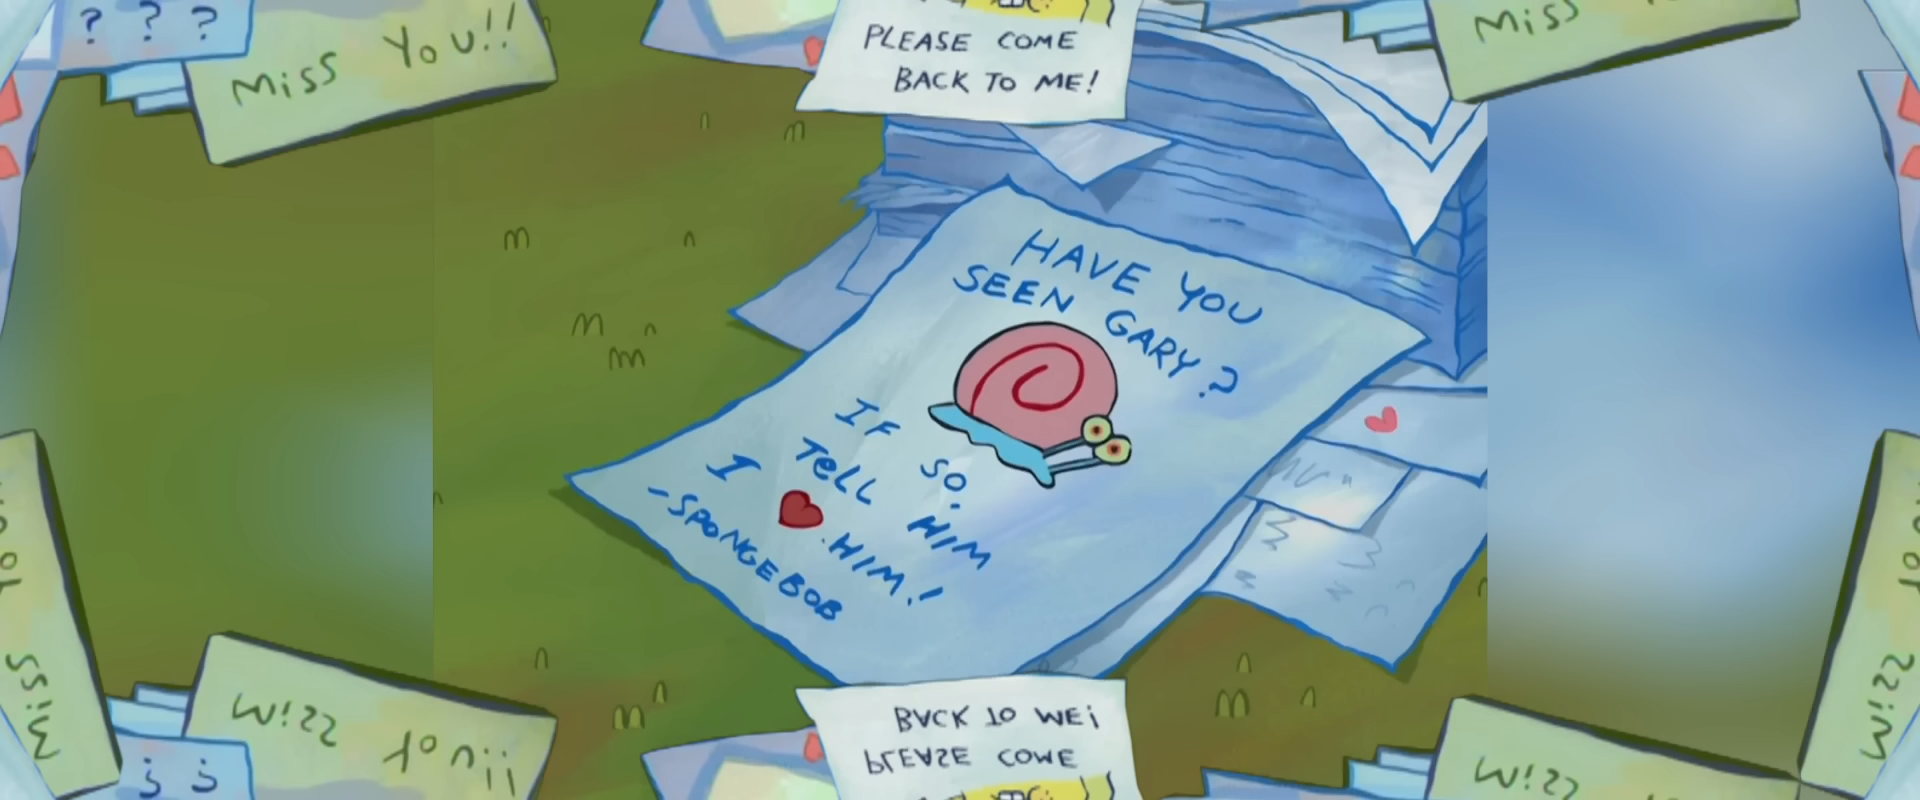 ? ? ?
Miss You!!
PLEASE COME
BACK TO ME!
Miss
HAVE YOU
SEEN GARY?
IF SO.
TELL HIM
I HIM!
-SPONGEBOB
Miss You
Miss You!!
BACK TO ME!
PLEASE COME
Miss
Miss You
? ?